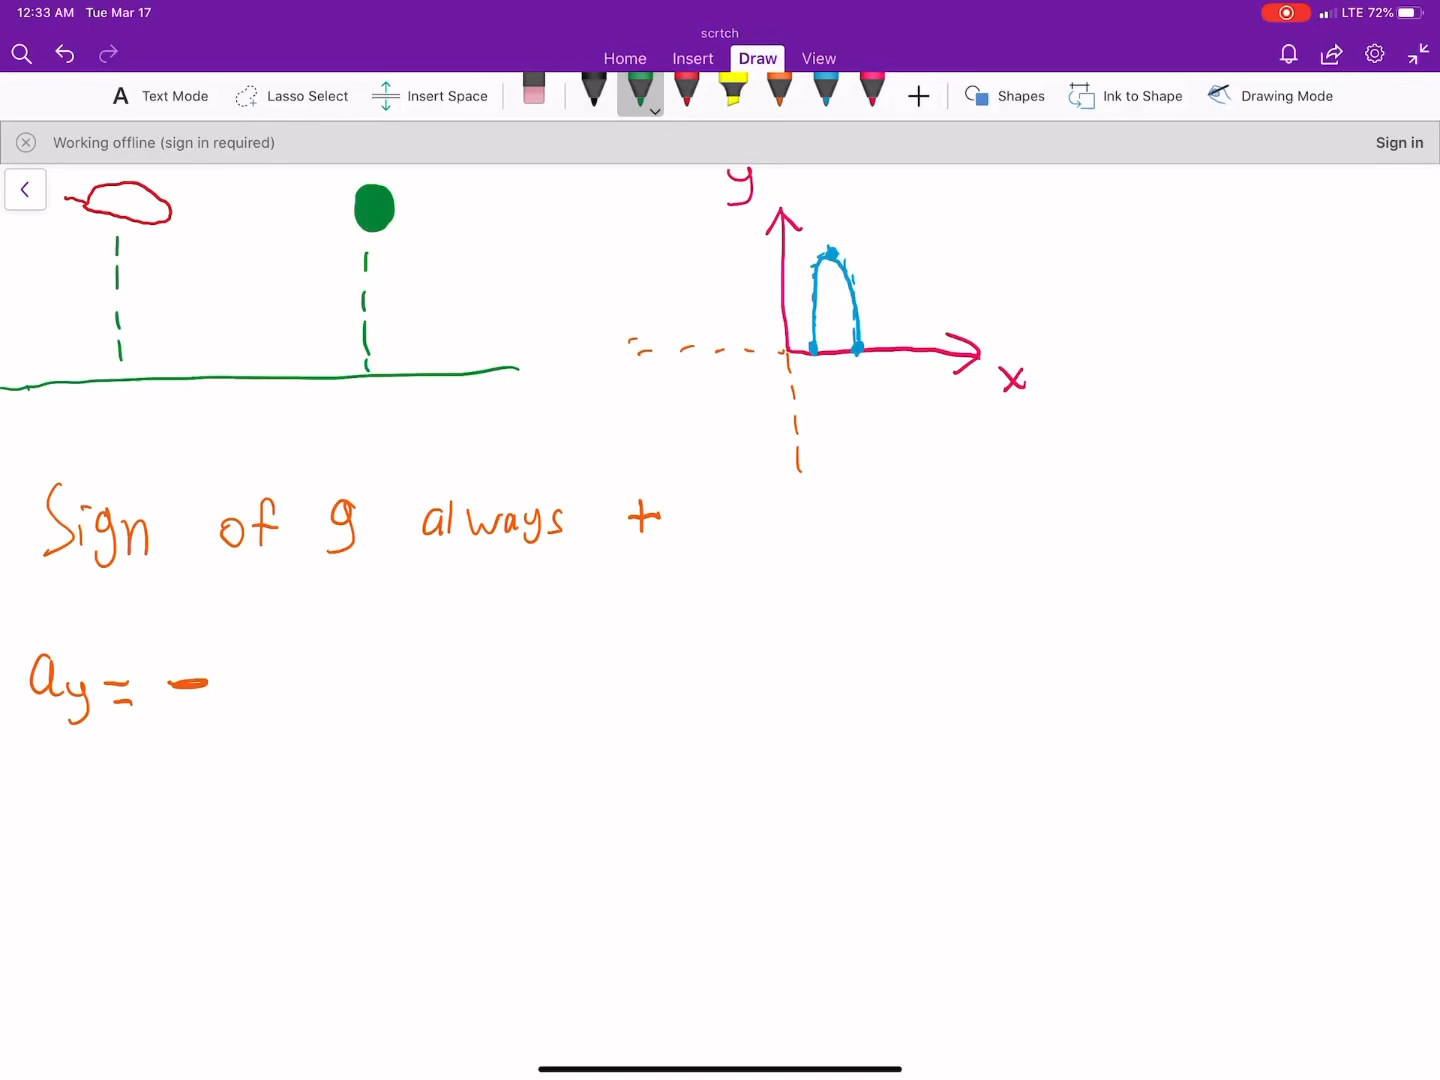 12:33 AM Tue Mar 17
LTE 72%
scrtch
Home Insert Draw View
A Text Mode Lasso Select Insert Space Shapes Ink to Shape Drawing Mode
Working offline (sign in required) Sign in
y
x
Sign of g always +
ay = -